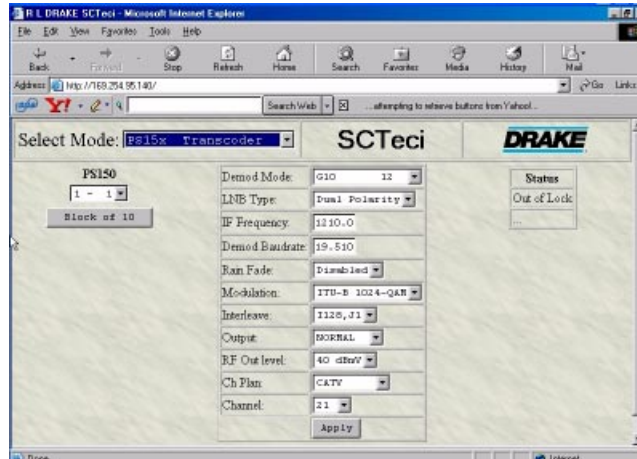 R L DRAKE SCTeci - Microsoft Internet Explorer
File Edit View Favorites Tools Help
Back Forward Stop Refresh Home Search Favorites Media History Mail
Address http://169.254.95.140/ Go Links
Y! Search Web ...attempting to retrieve buttons from Yahoo!...
Select Mode: PS15x Transcoder SCTeci DRAKE
PS150
1 - 1
Block of 10
Demod Mode: G10 12
LNB Type: Dual Polarity
IF Frequency: 1210.0
Demod Baudrate: 19.510
Rain Fade: Disabled
Modulation: ITU-B 1024-QAM
Interleave: I128,J1
Output: NORMAL
RF Out level: 40 dBmV
Ch Plan: CATV
Channel: 21
Apply
Status
Out of Lock
...
Done Internet